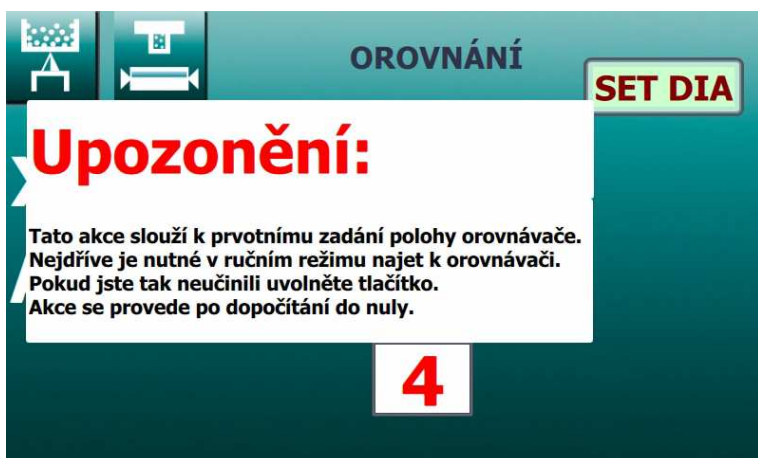 OROVNÁNÍ
SET DIA
Upozonění:
Tato akce slouží k prvotnímu zadání polohy orovnávače.
Nejdříve je nutné v ručním režimu najet k orovnávači.
Pokud jste tak neučinili uvolněte tlačítko.
Akce se provede po dopočítání do nuly.
4